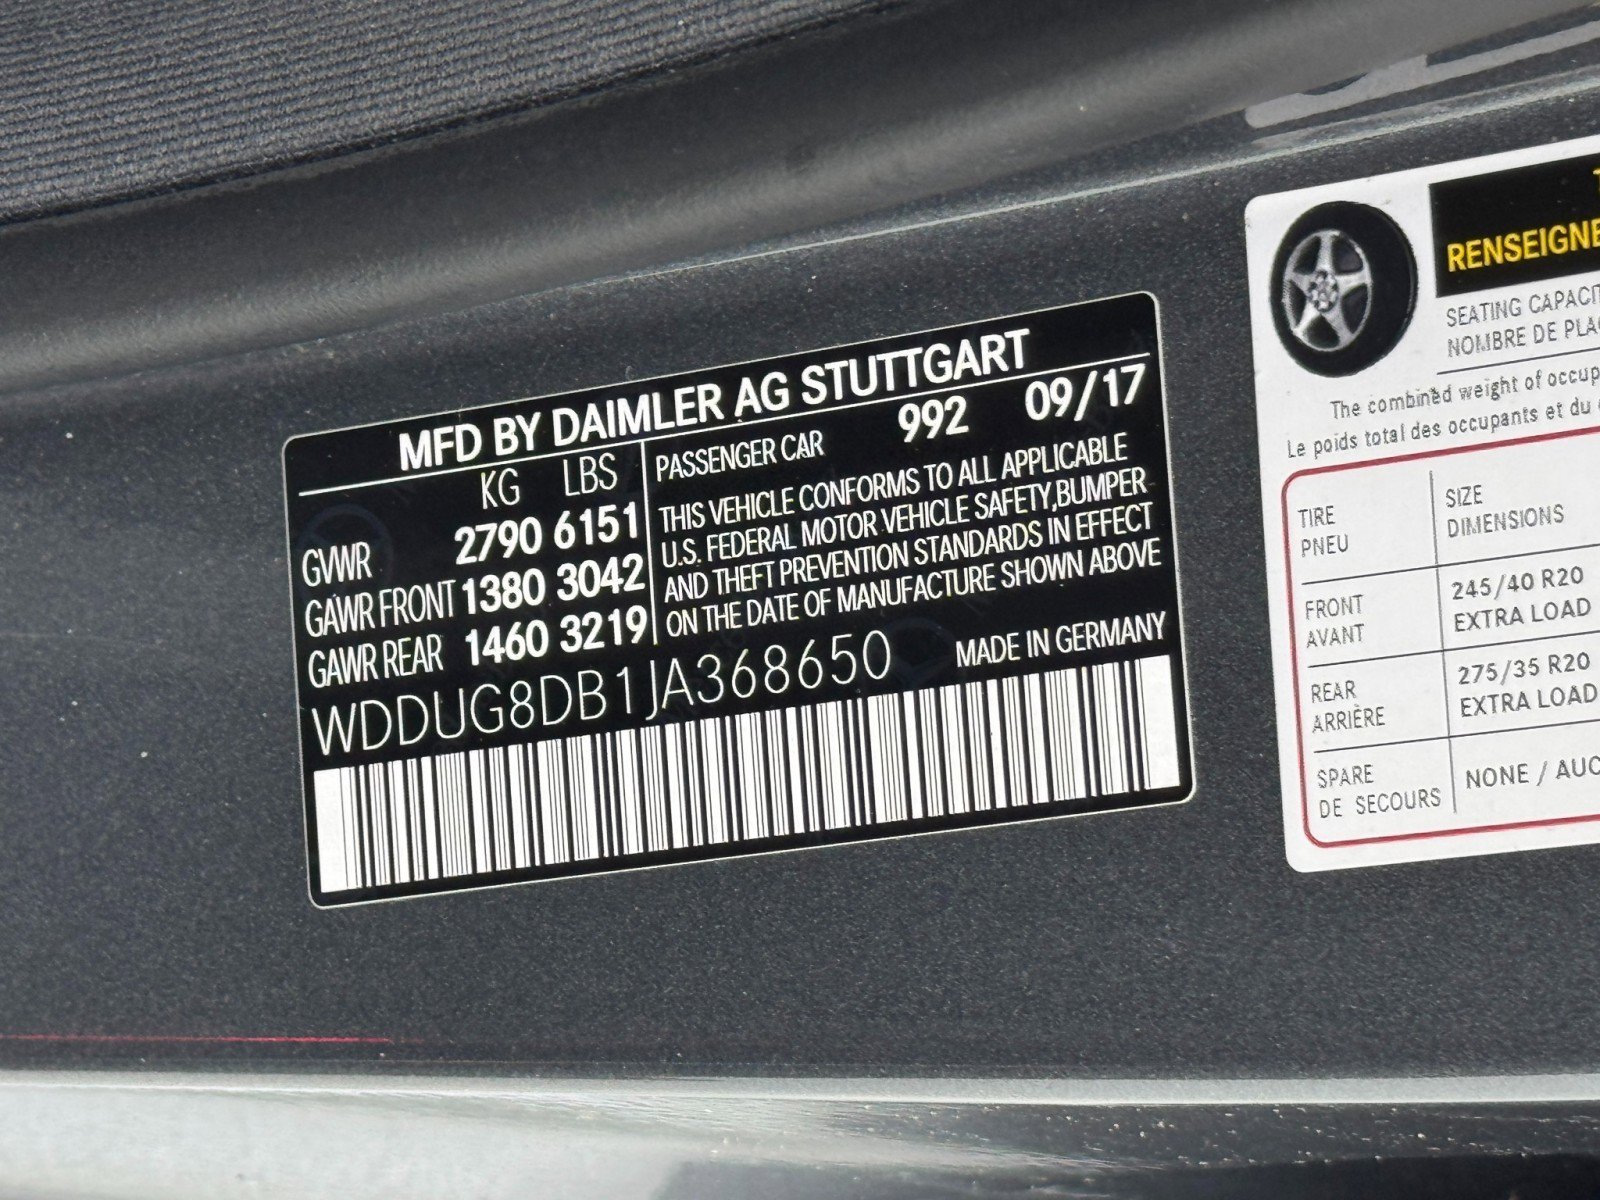 MFD BY DAIMLER AG STUTTGART
KG LBS
GVWR 2790 6151
GAWR FRONT 1380 3042
GAWR REAR 1460 3219
PASSENGER CAR 992 09/17
THIS VEHICLE CONFORMS TO ALL APPLICABLE
U.S. FEDERAL MOTOR VEHICLE SAFETY,BUMPER
AND THEFT PREVENTION STANDARDS IN EFFECT
ON THE DATE OF MANUFACTURE SHOWN ABOVE
WDDUG8DB1JA368650 MADE IN GERMANY
RENSEIGNE
SEATING CAPACIT
NOMBRE DE PLA
The combined weight of occup
Le poids total des occupants et du
TIRE
PNEU
SIZE
DIMENSIONS
FRONT
AVANT
245/40 R20
EXTRA LOAD
REAR
ARRIÈRE
275/35 R20
EXTRA LOAD
SPARE
DE SECOURS
NONE / AUC